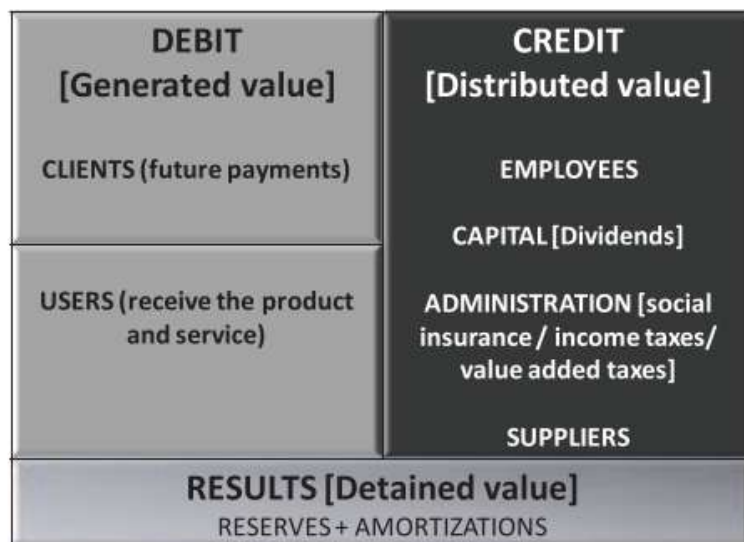 DEBIT
[Generated value]
CLIENTS (future payments)
USERS (receive the product
and service)
CREDIT
[Distributed value]
EMPLOYEES
CAPITAL [Dividends]
ADMINISTRATION [social
insurance / income taxes/
value added taxes]
SUPPLIERS
RESULTS [Detained value]
RESERVES + AMORTIZATIONS